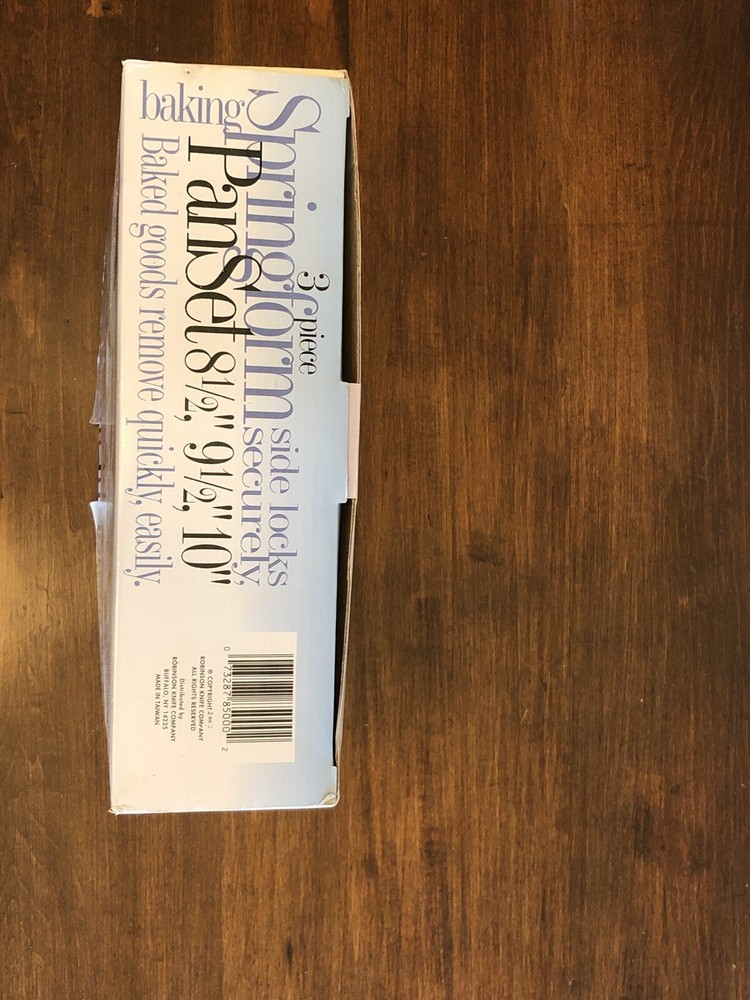 baking
3 piece
Springform side locks
securely,
PanSet 8½," 9½," 10"
Baked goods remove quickly, easily.
0 73287 85000 2
© COPYRIGHT
ROBINSON KNIFE COMPANY
ALL RIGHTS RESERVED
Distributed by
ROBINSON KNIFE COMPANY
BUFFALO, NY 14225
MADE IN TAIWAN